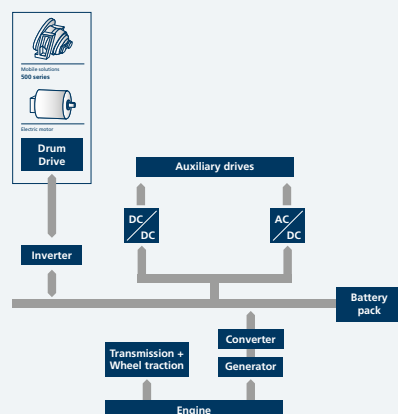 Mobile solutions
500 series
Electric motor
Drum
Drive
Auxiliary drives
DC
DC
AC
DC
Inverter
Battery
pack
Converter
Transmission +
Wheel traction
Generator
Engine